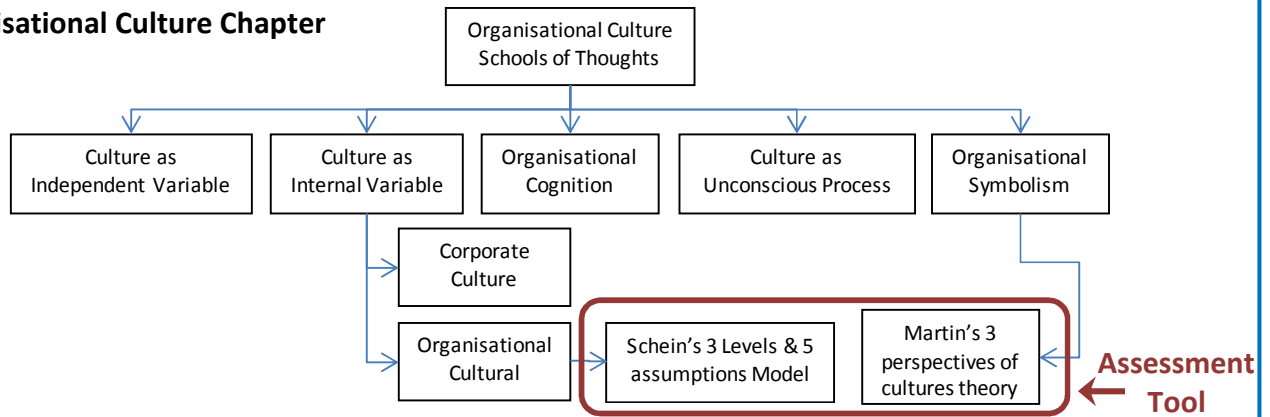 isational Culture Chapter
Organisational Culture
Schools of Thoughts
Culture as
Independent Variable
Culture as
Internal Variable
Organisational
Cognition
Culture as
Unconscious Process
Organisational
Symbolism
Corporate
Culture
Organisational
Cultural
Schein’s 3 Levels & 5
assumptions Model
Martin’s 3
perspectives of
cultures theory
Assessment
Tool